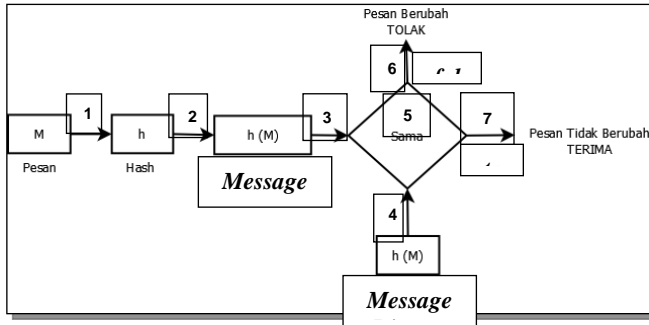 Pesan Berubah
TOLAK
6
1
2
3
5
7
M
h
h (M)
Sama
Pesan Tidak Berubah
TERIMA
Pesan
Hash
Message
4
h (M)
Message